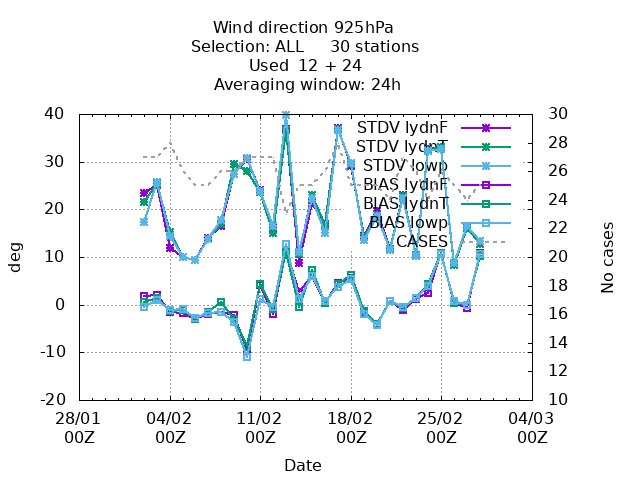 Wind direction 925hPa
Selection: ALL 30 stations
Used 12 + 24
Averaging window: 24h
40
30
20
10
0
-10
-20
deg
30
28
26
24
22
20
18
16
14
12
10
No cases
STDV lydnF
STDV lydnT
STDV lowp
BIAS lydnF
BIAS lydnT
BIAS lowp
CASES
28/01 04/02 11/02 18/02 25/02 04/03
00Z 00Z 00Z 00Z 00Z 00Z
Date